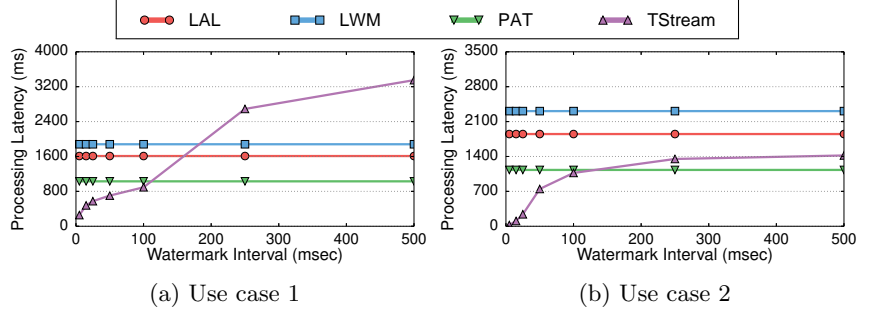 LAL LWM PAT TStream
Processing Latency (ms)
4000
3200
2400
1600
800
0
0 100 200 300 400 500
Watermark Interval (msec)
(a) Use case 1
Processing Latency (ms)
3500
2800
2100
1400
700
0
0 100 200 300 400 500
Watermark Interval (msec)
(b) Use case 2